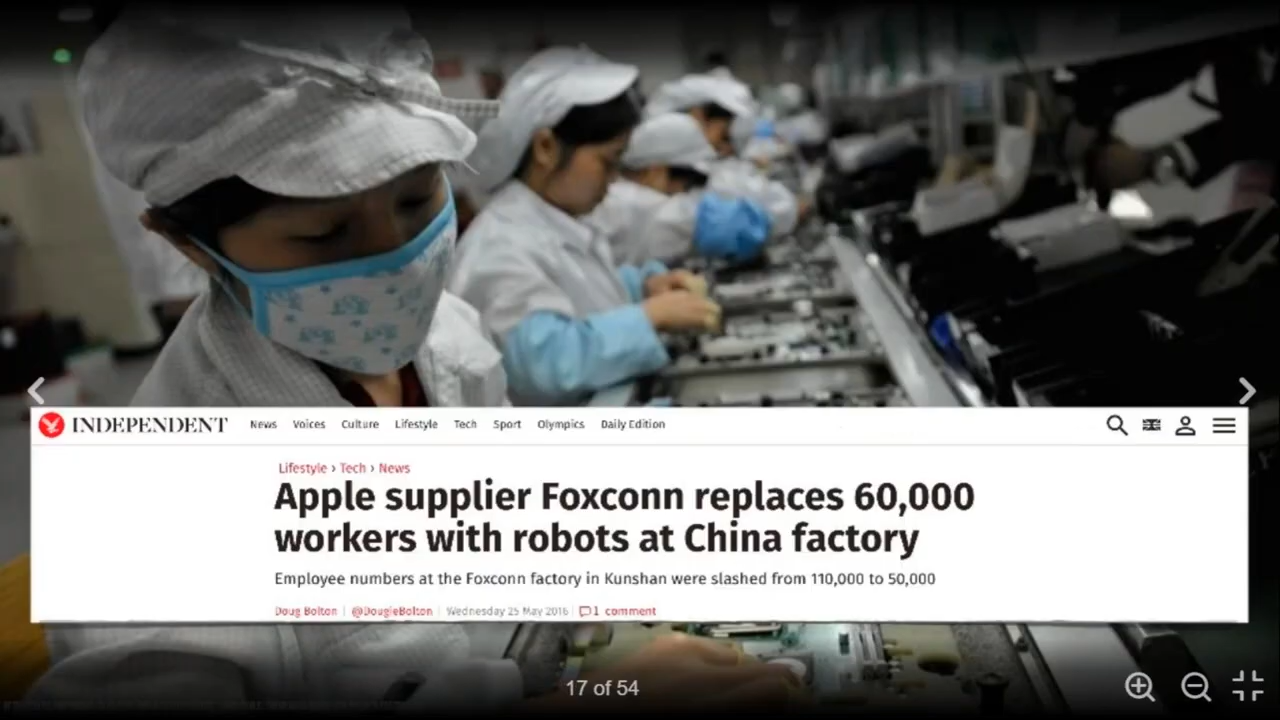 INDEPENDENT
News Voices Culture Lifestyle Tech Sport Olympics Daily Edition
Lifestyle › Tech › News
Apple supplier Foxconn replaces 60,000
workers with robots at China factory
Employee numbers at the Foxconn factory in Kunshan were slashed from 110,000 to 50,000
Doug Bolton | @DougieBolton | Wednesday 25 May 2016 | 1 comment
17 of 54